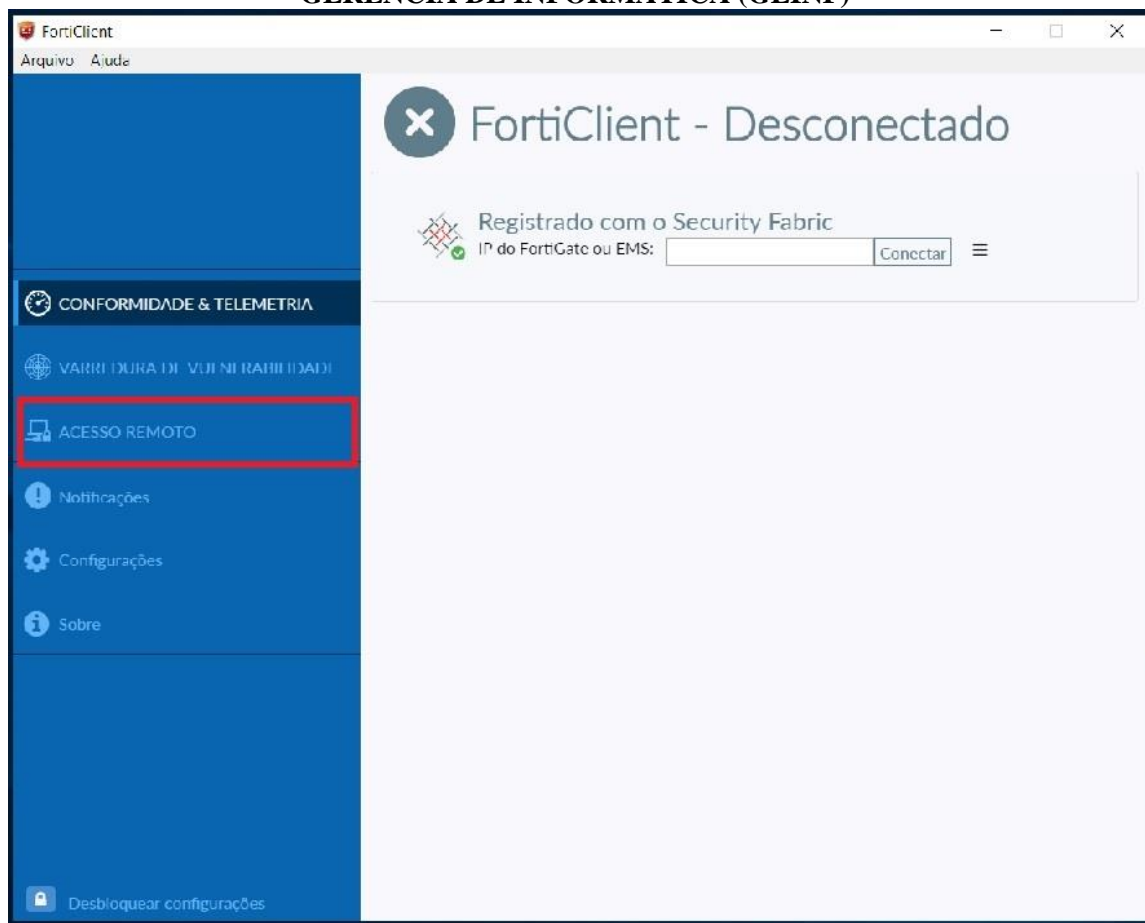 GERÊNCIA DE INFORMÁTICA (GEINF)
FortiClient
Arquivo Ajuda
FortiClient - Desconectado
Registrado com o Security Fabric
IP do FortiGate ou EMS:
Conectar
CONFORMIDADE & TELEMETRIA
VARREDURA DE VULNERABILIDADE
ACESSO REMOTO
Notificações
Configurações
Sobre
Desbloquear configurações